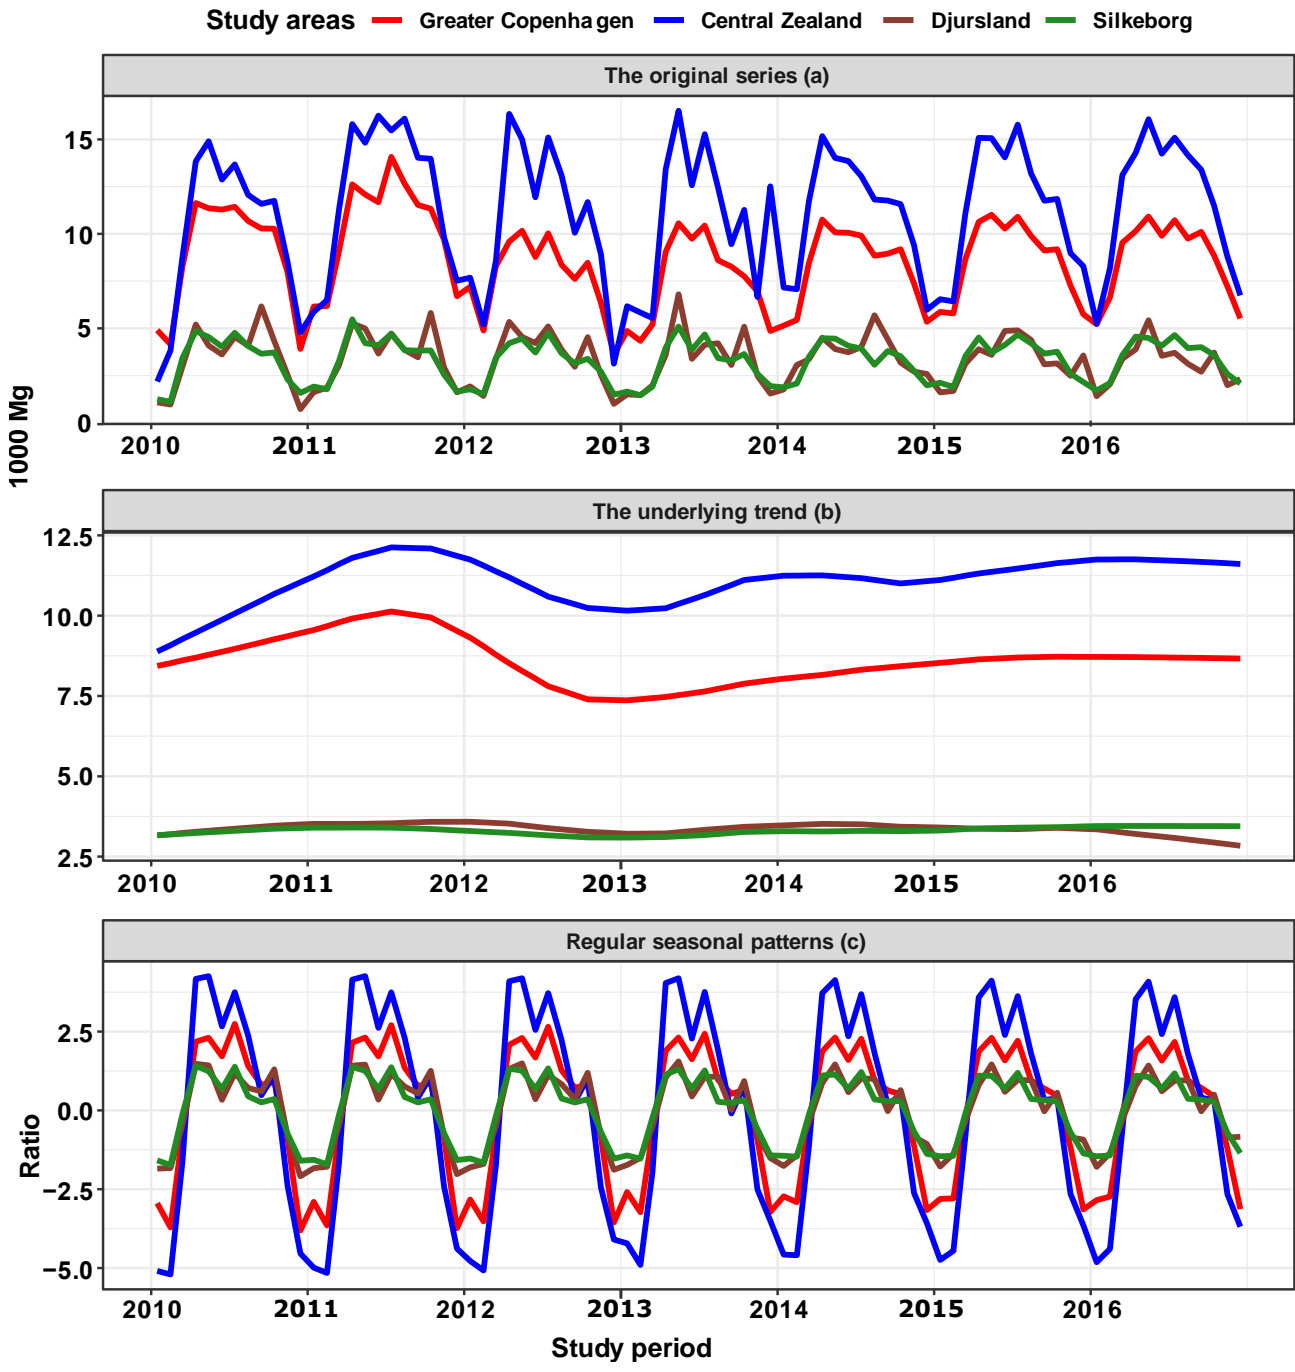 Study areas Greater Copenhagen Central Zealand Djursland Silkeborg
The original series (a)
15
10
5
0
2010 2011 2012 2013 2014 2015 2016
1000 Mg
The underlying trend (b)
12.5
10.0
7.5
5.0
2.5
2010 2011 2012 2013 2014 2015 2016
Regular seasonal patterns (c)
2.5
0.0
−2.5
−5.0
Ratio
2010 2011 2012 2013 2014 2015 2016
Study period